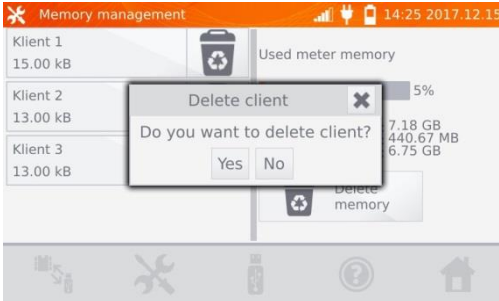 Memory management
14:25 2017.12.15
Klient 1
15.00 kB
Klient 2
13.00 kB
Klient 3
13.00 kB
Used meter memory
5%
7.18 GB
440.67 MB
6.75 GB
Delete
memory
Delete client
Do you want to delete client?
Yes No